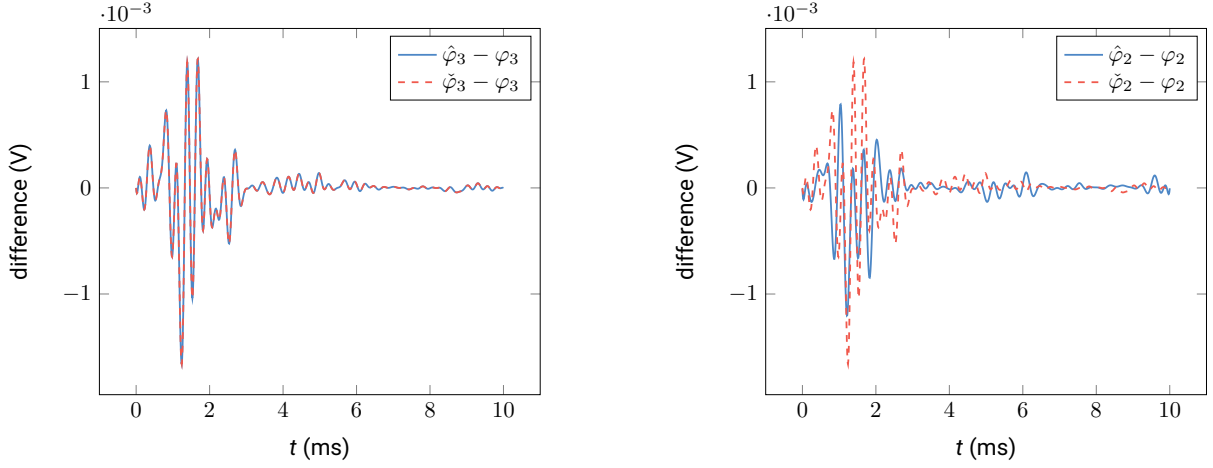 ·10⁻³
φ̂₃ − φ₃
φ̌₃ − φ₃
1
0
−1
difference (V)
0 2 4 6 8 10
t (ms)
·10⁻³
φ̂₂ − φ₂
φ̌₂ − φ₂
1
0
−1
difference (V)
0 2 4 6 8 10
t (ms)